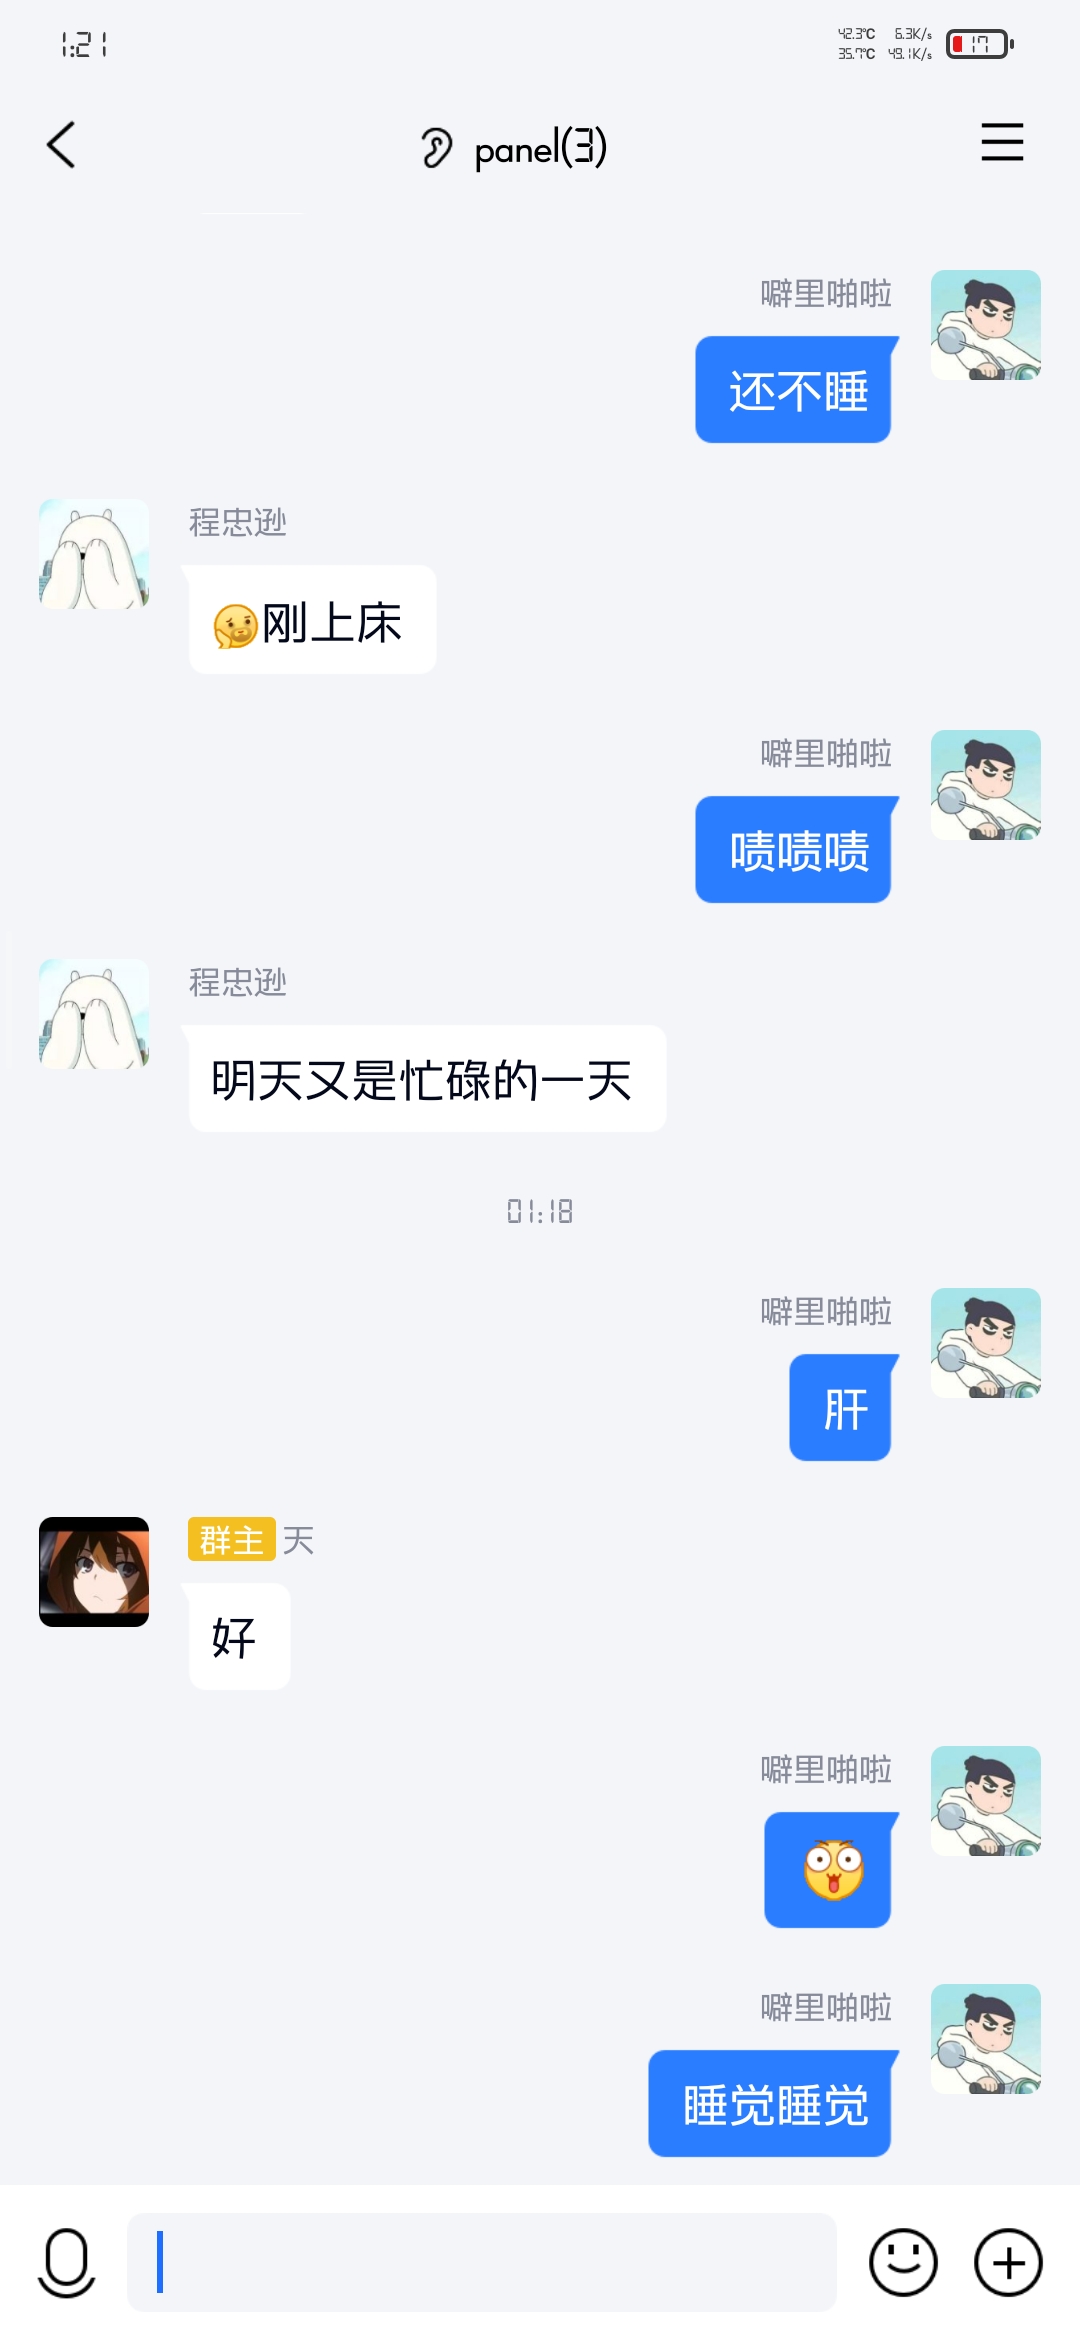 1:21
42.3℃ 6.3K/s
35.7℃ 49.1K/s
17
panel(3)
噼里啪啦
还不睡
程忠逊
刚上床
噼里啪啦
啧啧啧
程忠逊
明天又是忙碌的一天
01:18
噼里啪啦
肝
群主 天
好
噼里啪啦
噼里啪啦
睡觉睡觉